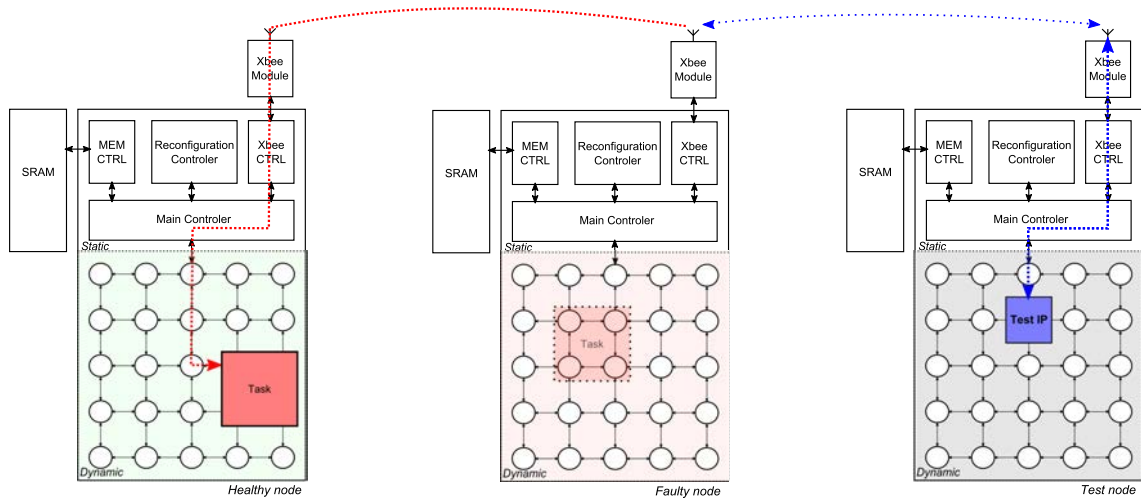 Xbee
Module
SRAM
MEM
CTRL
Reconfiguration
Controler
Xbee
CTRL
Main Controler
Static
Task
Dynamic
Healthy node
Xbee
Module
SRAM
MEM
CTRL
Reconfiguration
Controler
Xbee
CTRL
Main Controler
Static
Task
Dynamic
Faulty node
Xbee
Module
SRAM
MEM
CTRL
Reconfiguration
Controler
Xbee
CTRL
Main Controler
Static
Test IP
Dynamic
Test node